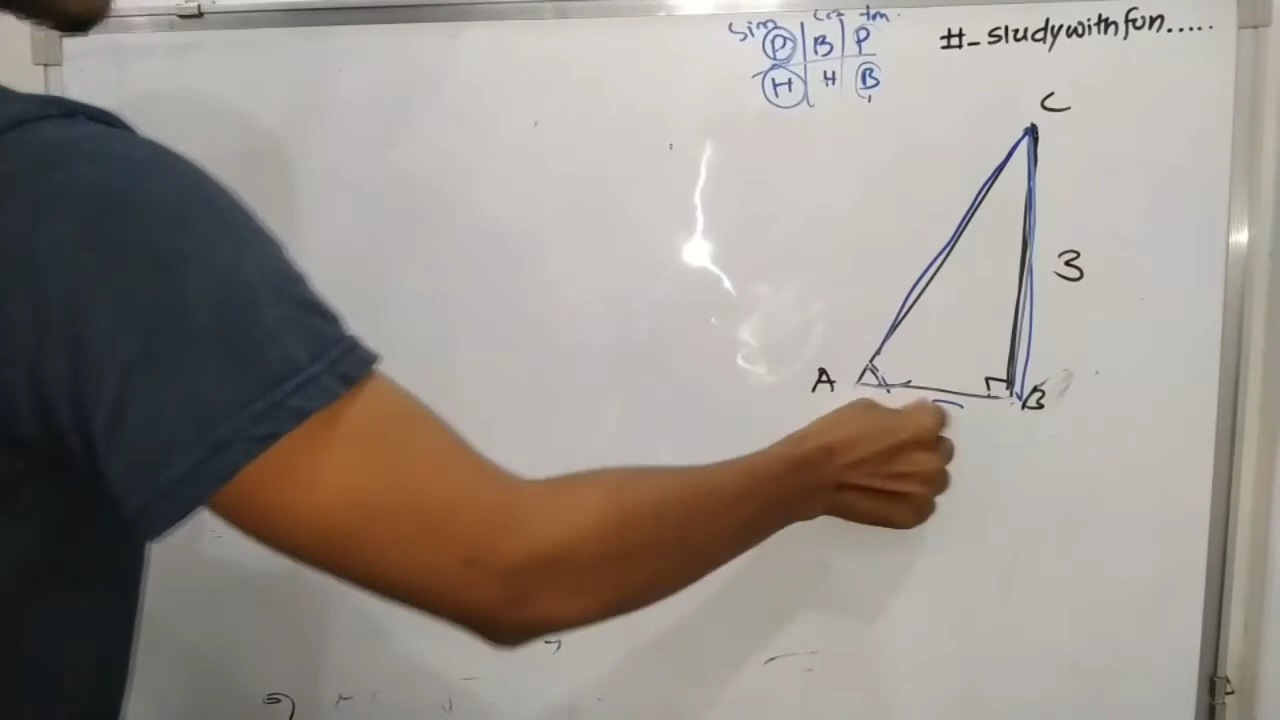 sin cos tan.
P B P
H H B
#_studywithfun.....
C
3
A
B